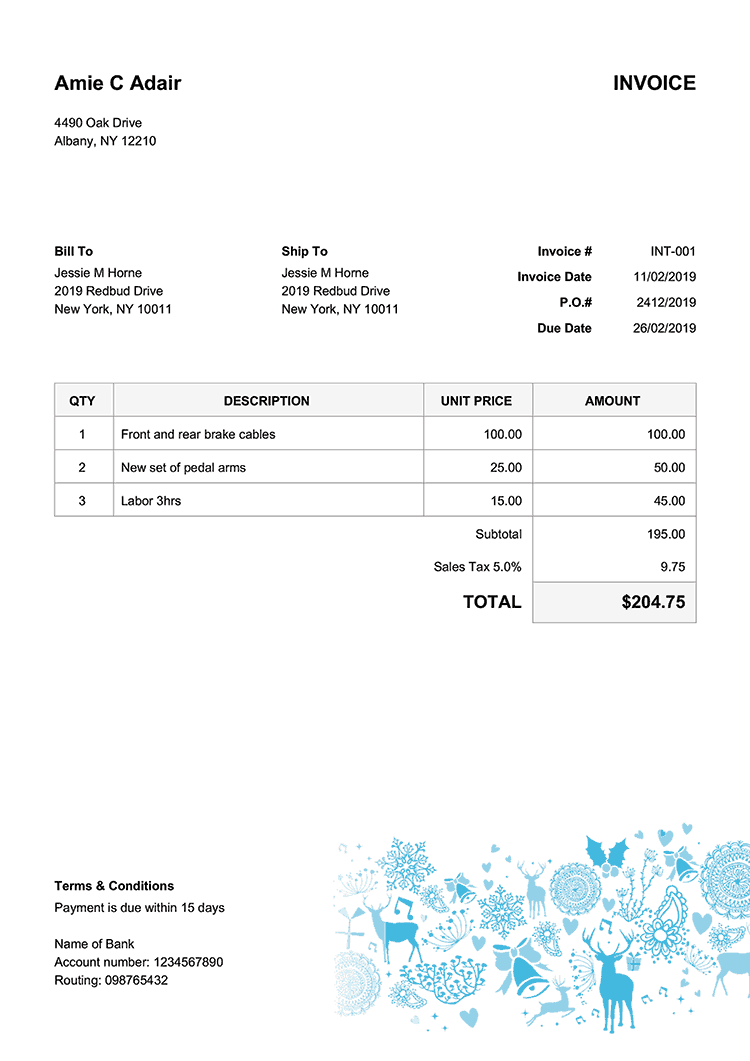 Amie C Adair
INVOICE
4490 Oak Drive
Albany, NY 12210
Bill To
Jessie M Horne
2019 Redbud Drive
New York, NY 10011
Ship To
Jessie M Horne
2019 Redbud Drive
New York, NY 10011
Invoice # INT-001
Invoice Date 11/02/2019
P.O.# 2412/2019
Due Date 26/02/2019
QTY DESCRIPTION UNIT PRICE AMOUNT
1 Front and rear brake cables 100.00 100.00
2 New set of pedal arms 25.00 50.00
3 Labor 3hrs 15.00 45.00
Subtotal 195.00
Sales Tax 5.0% 9.75
TOTAL $204.75
Terms & Conditions
Payment is due within 15 days
Name of Bank
Account number: 1234567890
Routing: 098765432